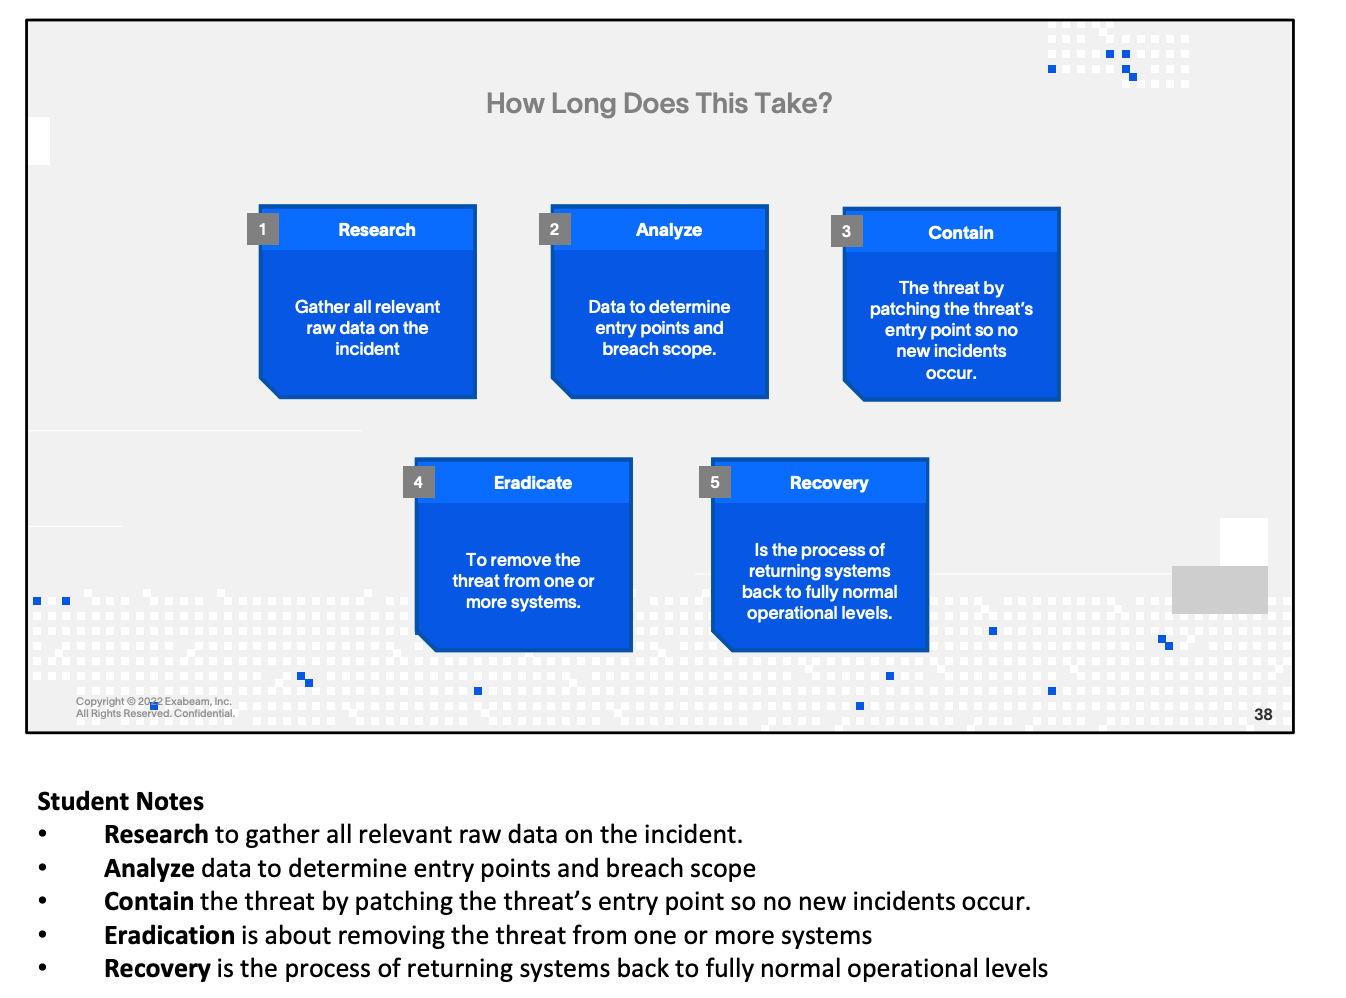 How Long Does This Take?
1
Research
Gather all relevant
raw data on the
incident
2
Analyze
Data to determine
entry points and
breach scope.
3
Contain
The threat by
patching the threat’s
entry point so no
new incidents
occur.
4
Eradicate
To remove the
threat from one or
more systems.
5
Recovery
Is the process of
returning systems
back to fully normal
operational levels.
Copyright © 2022 Exabeam, Inc.
All Rights Reserved. Confidential.
38
Student Notes
• Research to gather all relevant raw data on the incident.
• Analyze data to determine entry points and breach scope
• Contain the threat by patching the threat’s entry point so no new incidents occur.
• Eradication is about removing the threat from one or more systems
• Recovery is the process of returning systems back to fully normal operational levels